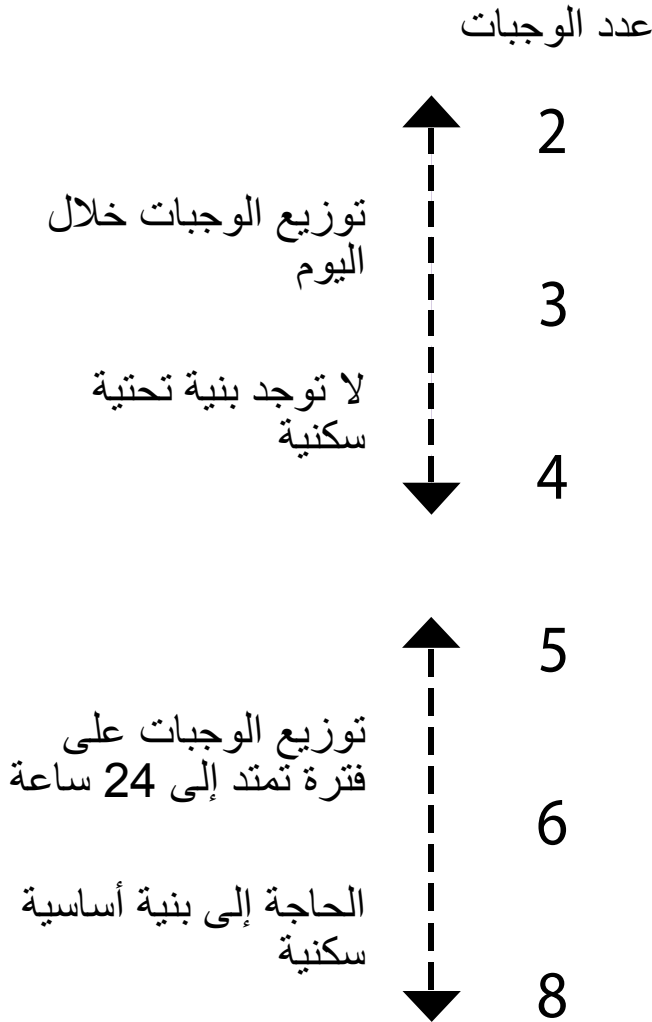 عدد الوجبات
2
توزيع الوجبات خلال
اليوم
3
لا توجد بنية تحتية
سكنية
4
5
توزيع الوجبات على
فترة تمتد إلى 24 ساعة
6
الحاجة إلى بنية أساسية
سكنية
8